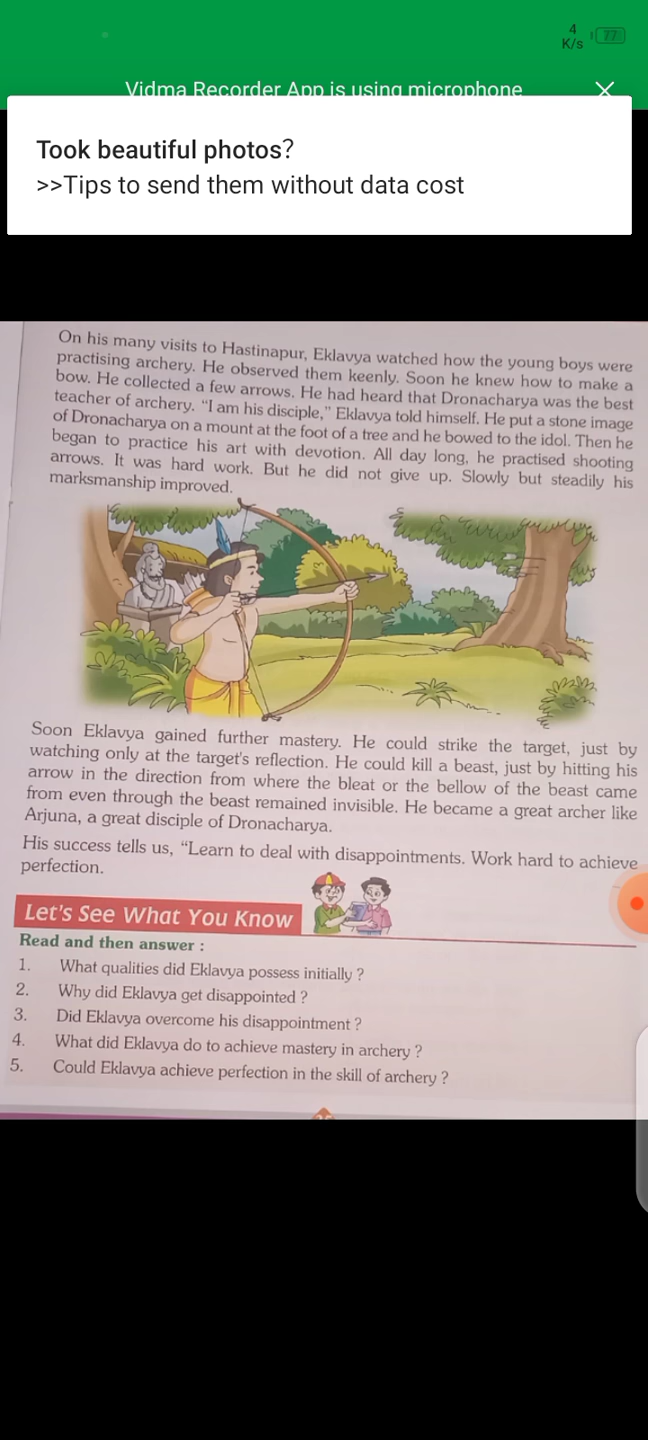 4
K/s
77
Vidma Recorder App is using microphone
Took beautiful photos?
>>Tips to send them without data cost
On his many visits to Hastinapur, Eklavya watched how the young boys were
practising archery. He observed them keenly. Soon he knew how to make a
bow. He collected a few arrows. He had heard that Dronacharya was the best
teacher of archery. “I am his disciple,” Eklavya told himself. He put a stone image
of Dronacharya on a mount at the foot of a tree and he bowed to the idol. Then he
began to practice his art with devotion. All day long, he practised shooting
arrows. It was hard work. But he did not give up. Slowly but steadily his
marksmanship improved.
Soon Eklavya gained further mastery. He could strike the target, just by
watching only at the target's reflection. He could kill a beast, just by hitting his
arrow in the direction from where the bleat or the bellow of the beast came
from even through the beast remained invisible. He became a great archer like
Arjuna, a great disciple of Dronacharya.
His success tells us, “Learn to deal with disappointments. Work hard to achieve
perfection.
Let's See What You Know
Read and then answer :
1. What qualities did Eklavya possess initially ?
2. Why did Eklavya get disappointed ?
3. Did Eklavya overcome his disappointment ?
4. What did Eklavya do to achieve mastery in archery ?
5. Could Eklavya achieve perfection in the skill of archery ?